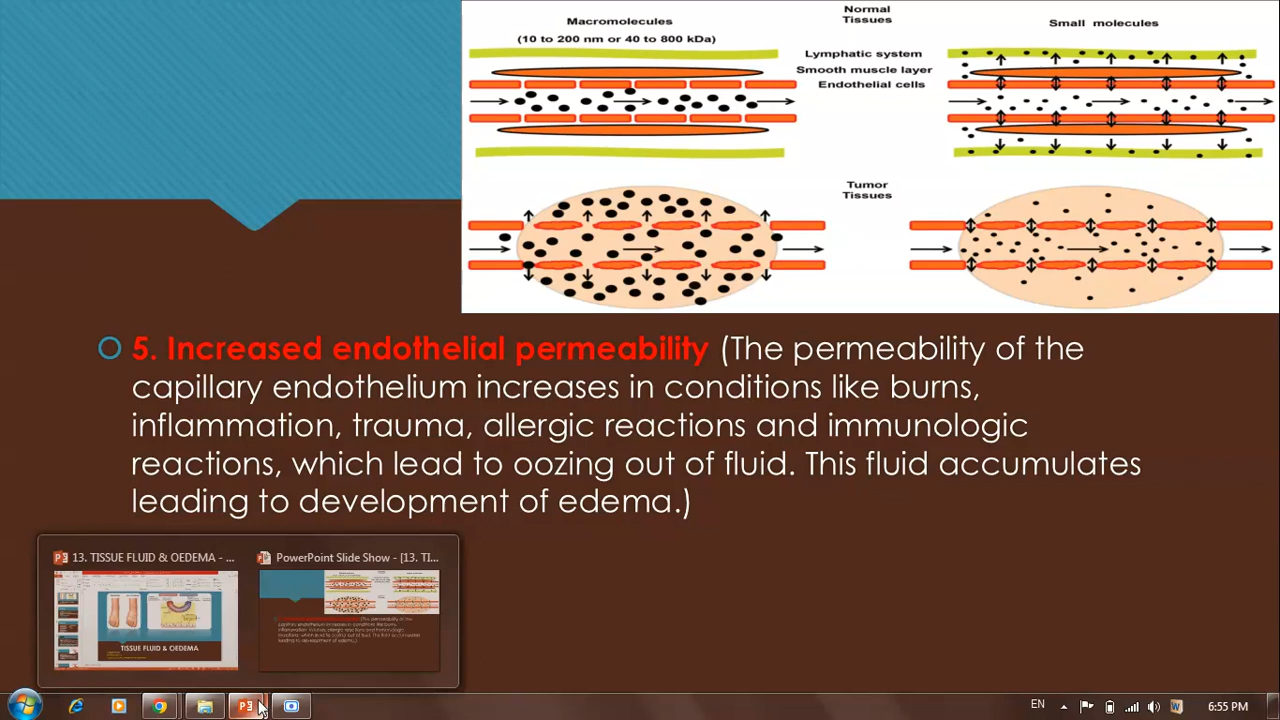 Normal
Tissues
Macromolecules
(10 to 200 nm or 40 to 800 kDa)
Small molecules
Lymphatic system
Smooth muscle layer
Endothelial cells
Tumor
Tissues
5. Increased endothelial permeability (The permeability of the
capillary endothelium increases in conditions like burns,
inflammation, trauma, allergic reactions and immunologic
reactions, which lead to oozing out of fluid. This fluid accumulates
leading to development of edema.)
13. TISSUE FLUID & OEDEMA - ...
PowerPoint Slide Show - [13. TI...
TISSUE FLUID & OEDEMA
EN
6:55 PM